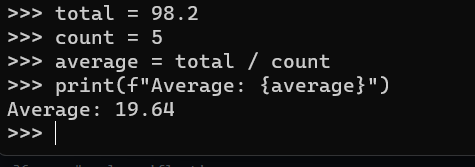 >>> total = 98.2
>>> count = 5
>>> average = total / count
>>> print(f"Average: {average}")
Average: 19.64
>>>